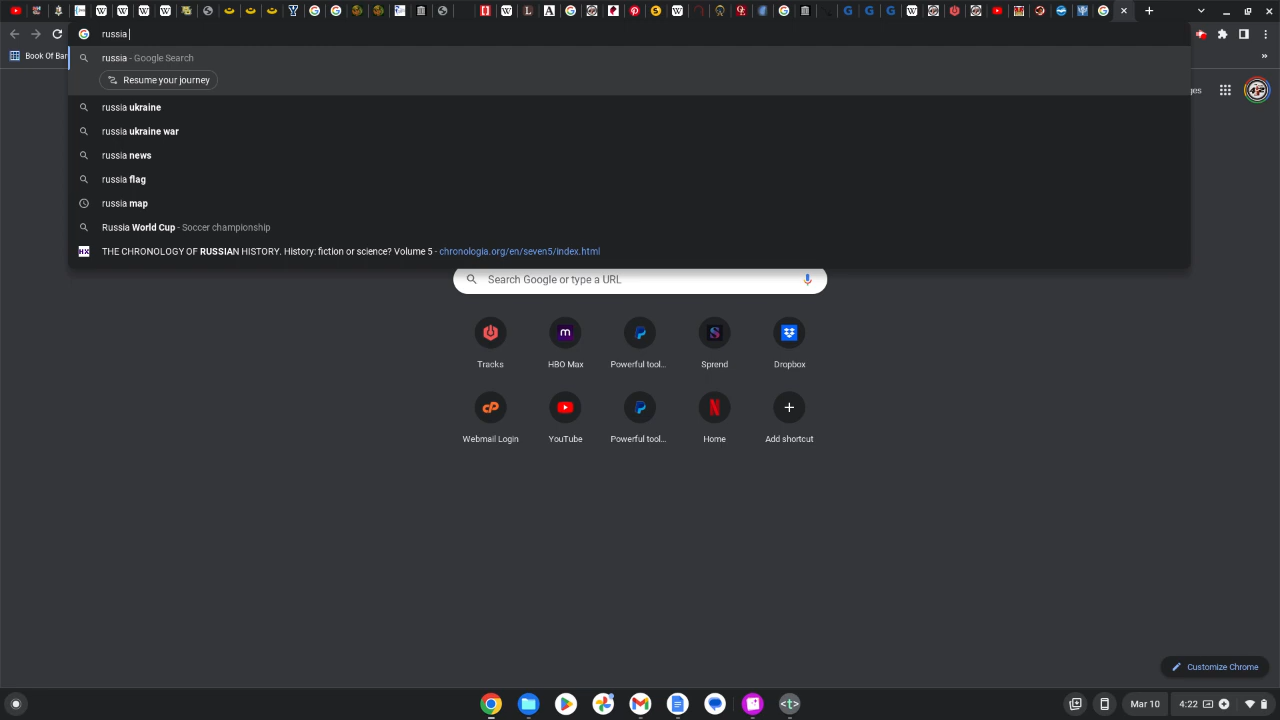 russia
Book Of Bar
russia - Google Search
Resume your journey
russia ukraine
russia ukraine war
russia news
russia flag
russia map
Russia World Cup - Soccer championship
THE CHRONOLOGY OF RUSSIAN HISTORY. History: fiction or science? Volume 5 - chronologia.org/en/seven5/index.html
ges
Search Google or type a URL
Tracks
HBO Max
Powerful tool...
Sprend
Dropbox
Webmail Login
YouTube
Powerful tool...
Home
Add shortcut
Customize Chrome
Mar 10
4:22